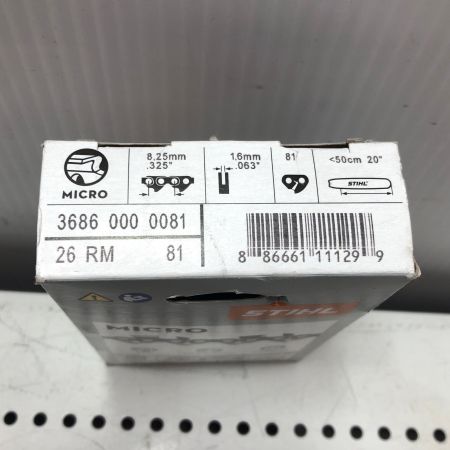 8,25mm
.325"
1.6mm
.063"
81
<50cm 20"
STIHL
MICRO
3686 000 0081
26 RM 81
8 86661 11129 9
STIHL
MICRO